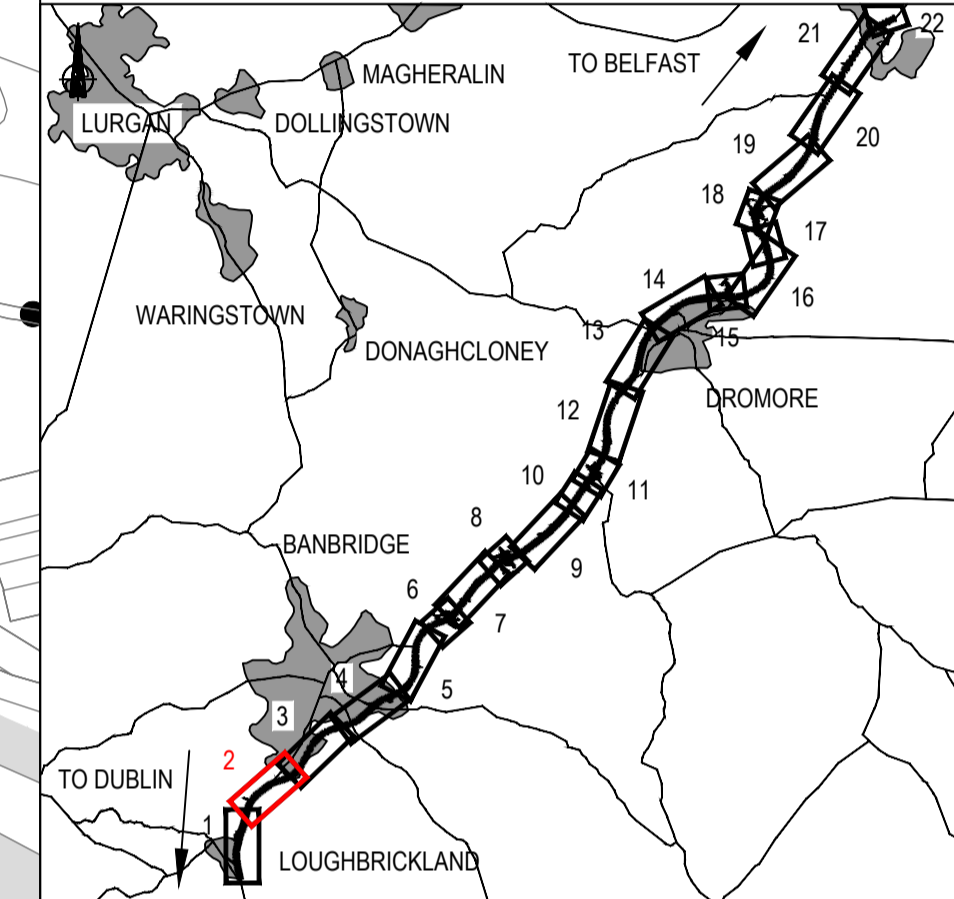 21
22
TO BELFAST
MAGHERALIN
LURGAN
DOLLINGSTOWN
19
20
18
17
14
16
WARINGSTOWN
13
15
DONAGHCLONEY
DROMORE
12
10
11
8
BANBRIDGE
9
6
7
4
5
3
2
TO DUBLIN
1
LOUGHBRICKLAND